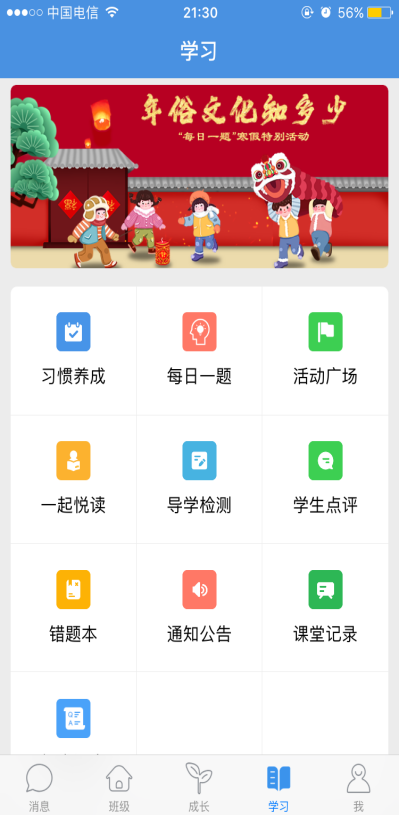 中国电信 21:30 56%
学习
年俗文化知多少
“每日一题”寒假特别活动
习惯养成 每日一题 活动广场
一起悦读 导学检测 学生点评
错题本 通知公告 课堂记录
消息 班级 成长 学习 我